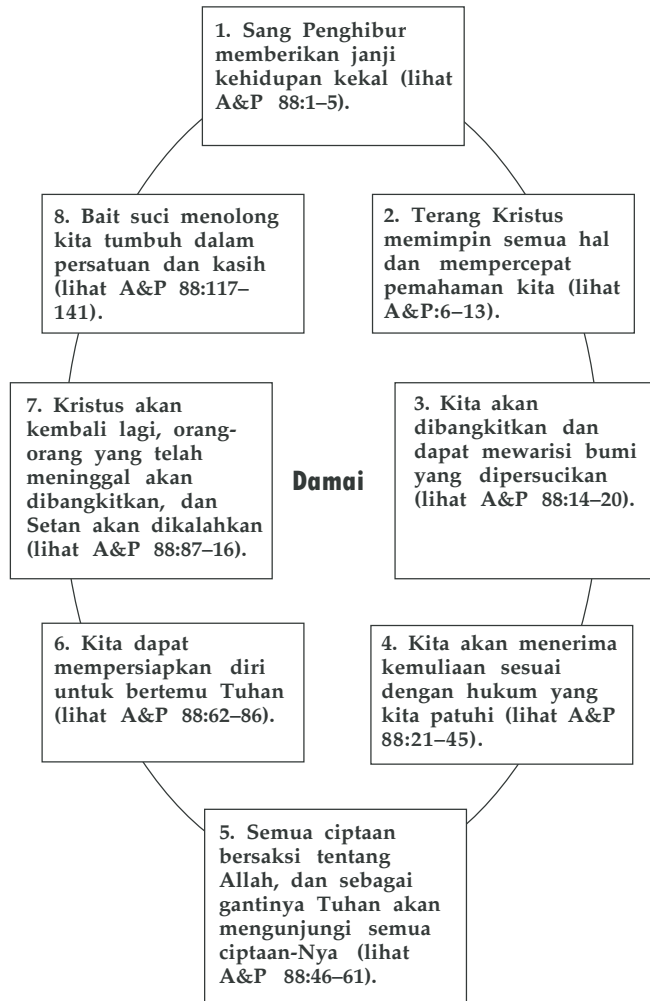 1. Sang Penghibur
memberikan janji
kehidupan kekal (lihat
A&P 88:1–5).
8. Bait suci menolong
kita tumbuh dalam
persatuan dan kasih
(lihat A&P 88:117–
141).
2. Terang Kristus
memimpin semua hal
dan mempercepat
pemahaman kita (lihat
A&P:6–13).
7. Kristus akan
kembali lagi, orang-
orang yang telah
meninggal akan
dibangkitkan, dan
Setan akan dikalahkan
(lihat A&P 88:87–16).
Damai
3. Kita akan
dibangkitkan dan
dapat mewarisi bumi
yang dipersucikan
(lihat A&P 88:14–20).
6. Kita dapat
mempersiapkan diri
untuk bertemu Tuhan
(lihat A&P 88:62–86).
4. Kita akan menerima
kemuliaan sesuai
dengan hukum yang
kita patuhi (lihat A&P
88:21–45).
5. Semua ciptaan
bersaksi tentang
Allah, dan sebagai
gantinya Tuhan akan
mengunjungi semua
ciptaan-Nya (lihat
A&P 88:46–61).